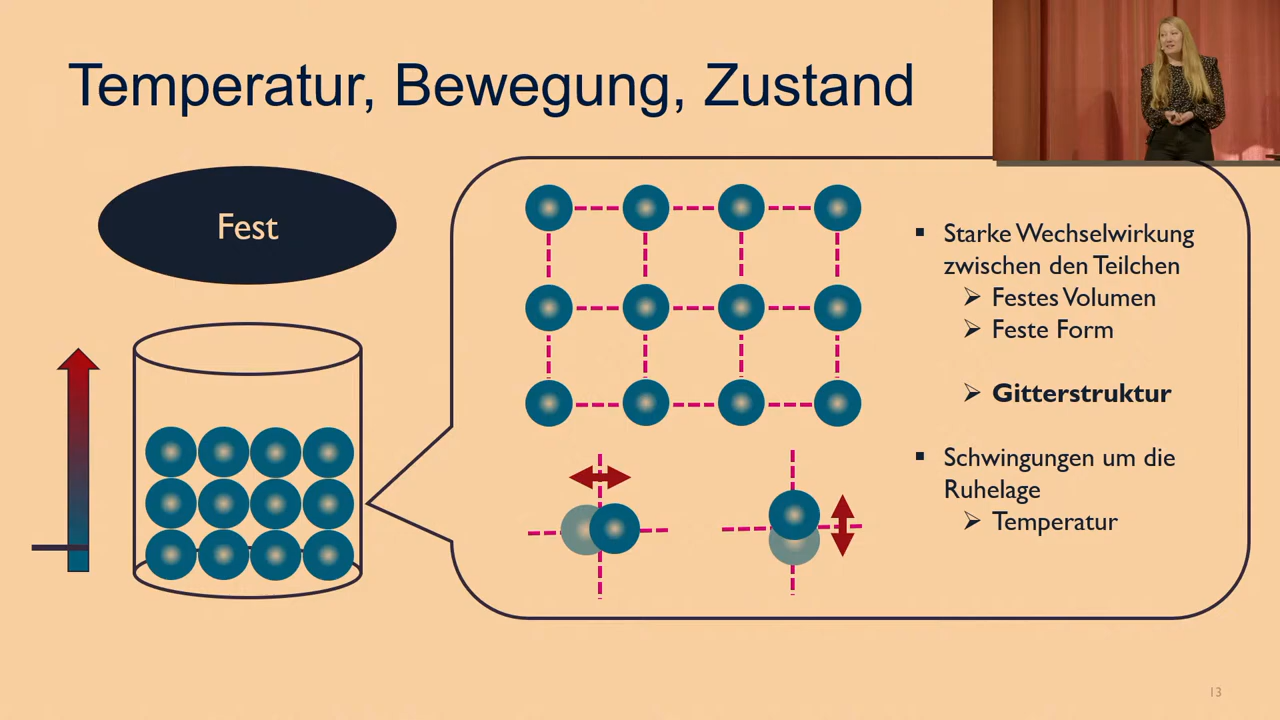 Temperatur, Bewegung, Zustand
Fest
Starke Wechselwirkung
zwischen den Teilchen
Festes Volumen
Feste Form
Gitterstruktur
Schwingungen um die
Ruhelage
Temperatur
13